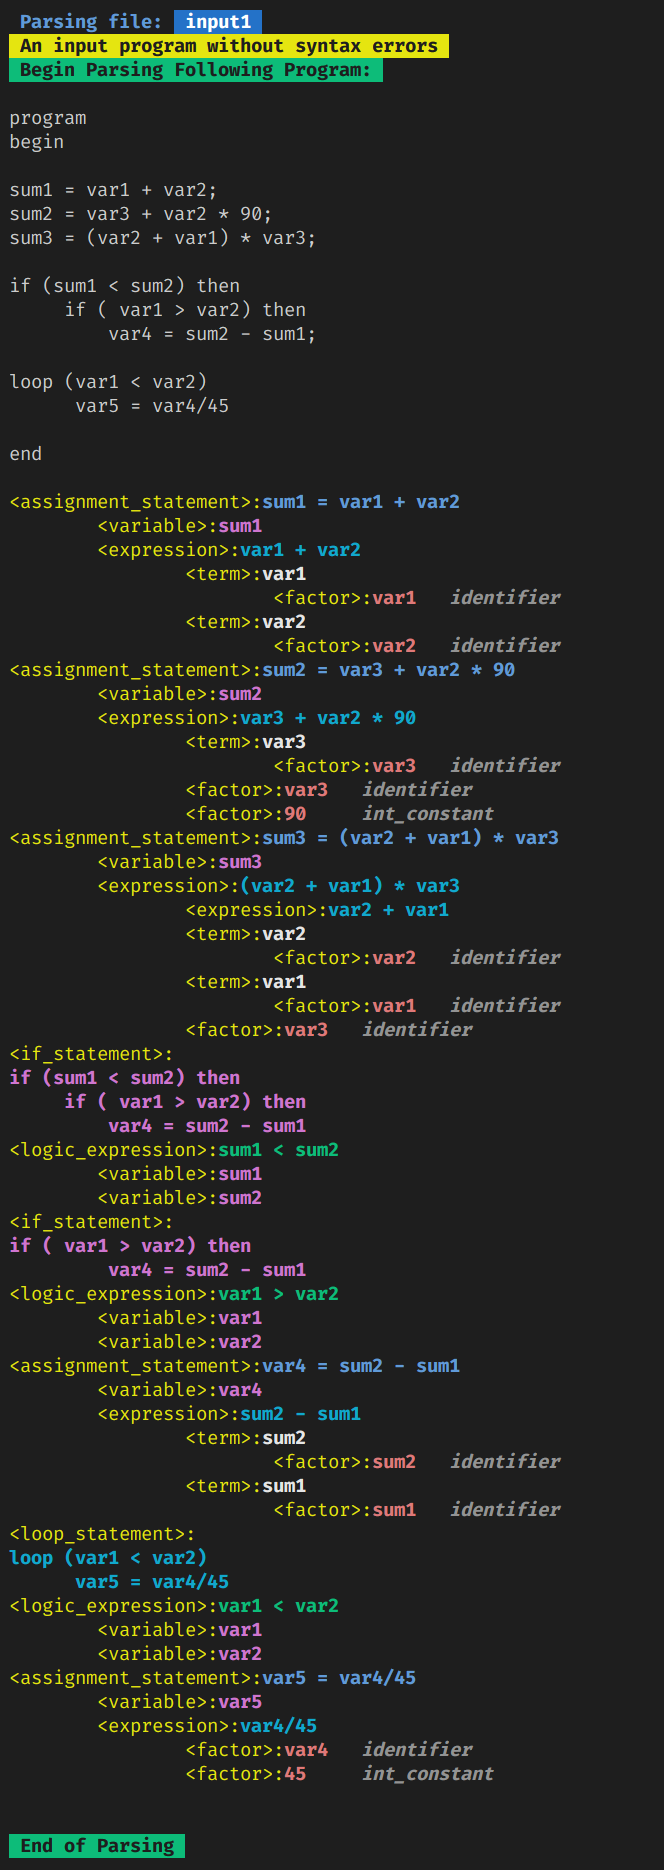 Parsing file: input1
An input program without syntax errors
Begin Parsing Following Program:

program
begin

sum1 = var1 + var2;
sum2 = var3 + var2 * 90;
sum3 = (var2 + var1) * var3;

if (sum1 < sum2) then
     if ( var1 > var2) then
         var4 = sum2 - sum1;

loop (var1 < var2)
      var5 = var4/45

end

<assignment_statement>:sum1 = var1 + var2
        <variable>:sum1
        <expression>:var1 + var2
                <term>:var1
                        <factor>:var1   identifier
                <term>:var2
                        <factor>:var2   identifier
<assignment_statement>:sum2 = var3 + var2 * 90
        <variable>:sum2
        <expression>:var3 + var2 * 90
                <term>:var3
                        <factor>:var3   identifier
                <factor>:var3   identifier
                <factor>:90     int_constant
<assignment_statement>:sum3 = (var2 + var1) * var3
        <variable>:sum3
        <expression>:(var2 + var1) * var3
                <expression>:var2 + var1
                <term>:var2
                        <factor>:var2   identifier
                <term>:var1
                        <factor>:var1   identifier
                <factor>:var3   identifier
<if_statement>:
if (sum1 < sum2) then
     if ( var1 > var2) then
         var4 = sum2 - sum1
<logic_expression>:sum1 < sum2
        <variable>:sum1
        <variable>:sum2
<if_statement>:
if ( var1 > var2) then
         var4 = sum2 - sum1
<logic_expression>:var1 > var2
        <variable>:var1
        <variable>:var2
<assignment_statement>:var4 = sum2 - sum1
        <variable>:var4
        <expression>:sum2 - sum1
                <term>:sum2
                        <factor>:sum2   identifier
                <term>:sum1
                        <factor>:sum1   identifier
<loop_statement>:
loop (var1 < var2)
      var5 = var4/45
<logic_expression>:var1 < var2
        <variable>:var1
        <variable>:var2
<assignment_statement>:var5 = var4/45
        <variable>:var5
        <expression>:var4/45
                <factor>:var4   identifier
                <factor>:45     int_constant

End of Parsing